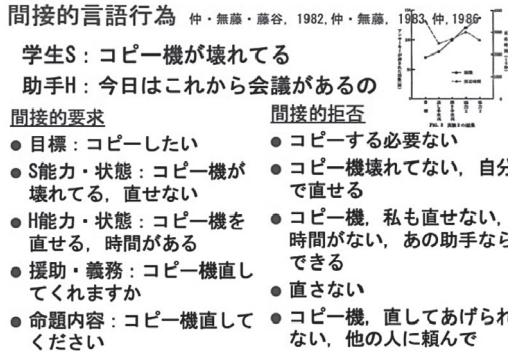 間接的言語行為 仲・無藤・藤谷, 1982, 仲・無藤, 1983, 仲, 1986
学生S：コピー機が壊れてる
助手H：今日はこれから会議があるの
間接的要求
● 目標：コピーしたい
● S能力・状態：コピー機が
壊れてる，直せない
● H能力・状態：コピー機を
直せる，時間がある
● 援助・義務：コピー機直し
てくれますか
● 命題内容：コピー機直して
ください
間接的拒否
● コピーする必要ない
● コピー機壊れてない，自分
で直せる
● コピー機，私も直せない，
時間がない，あの助手なら
できる
● 直さない
● コピー機，直してあげられ
ない，他の人に頼んで